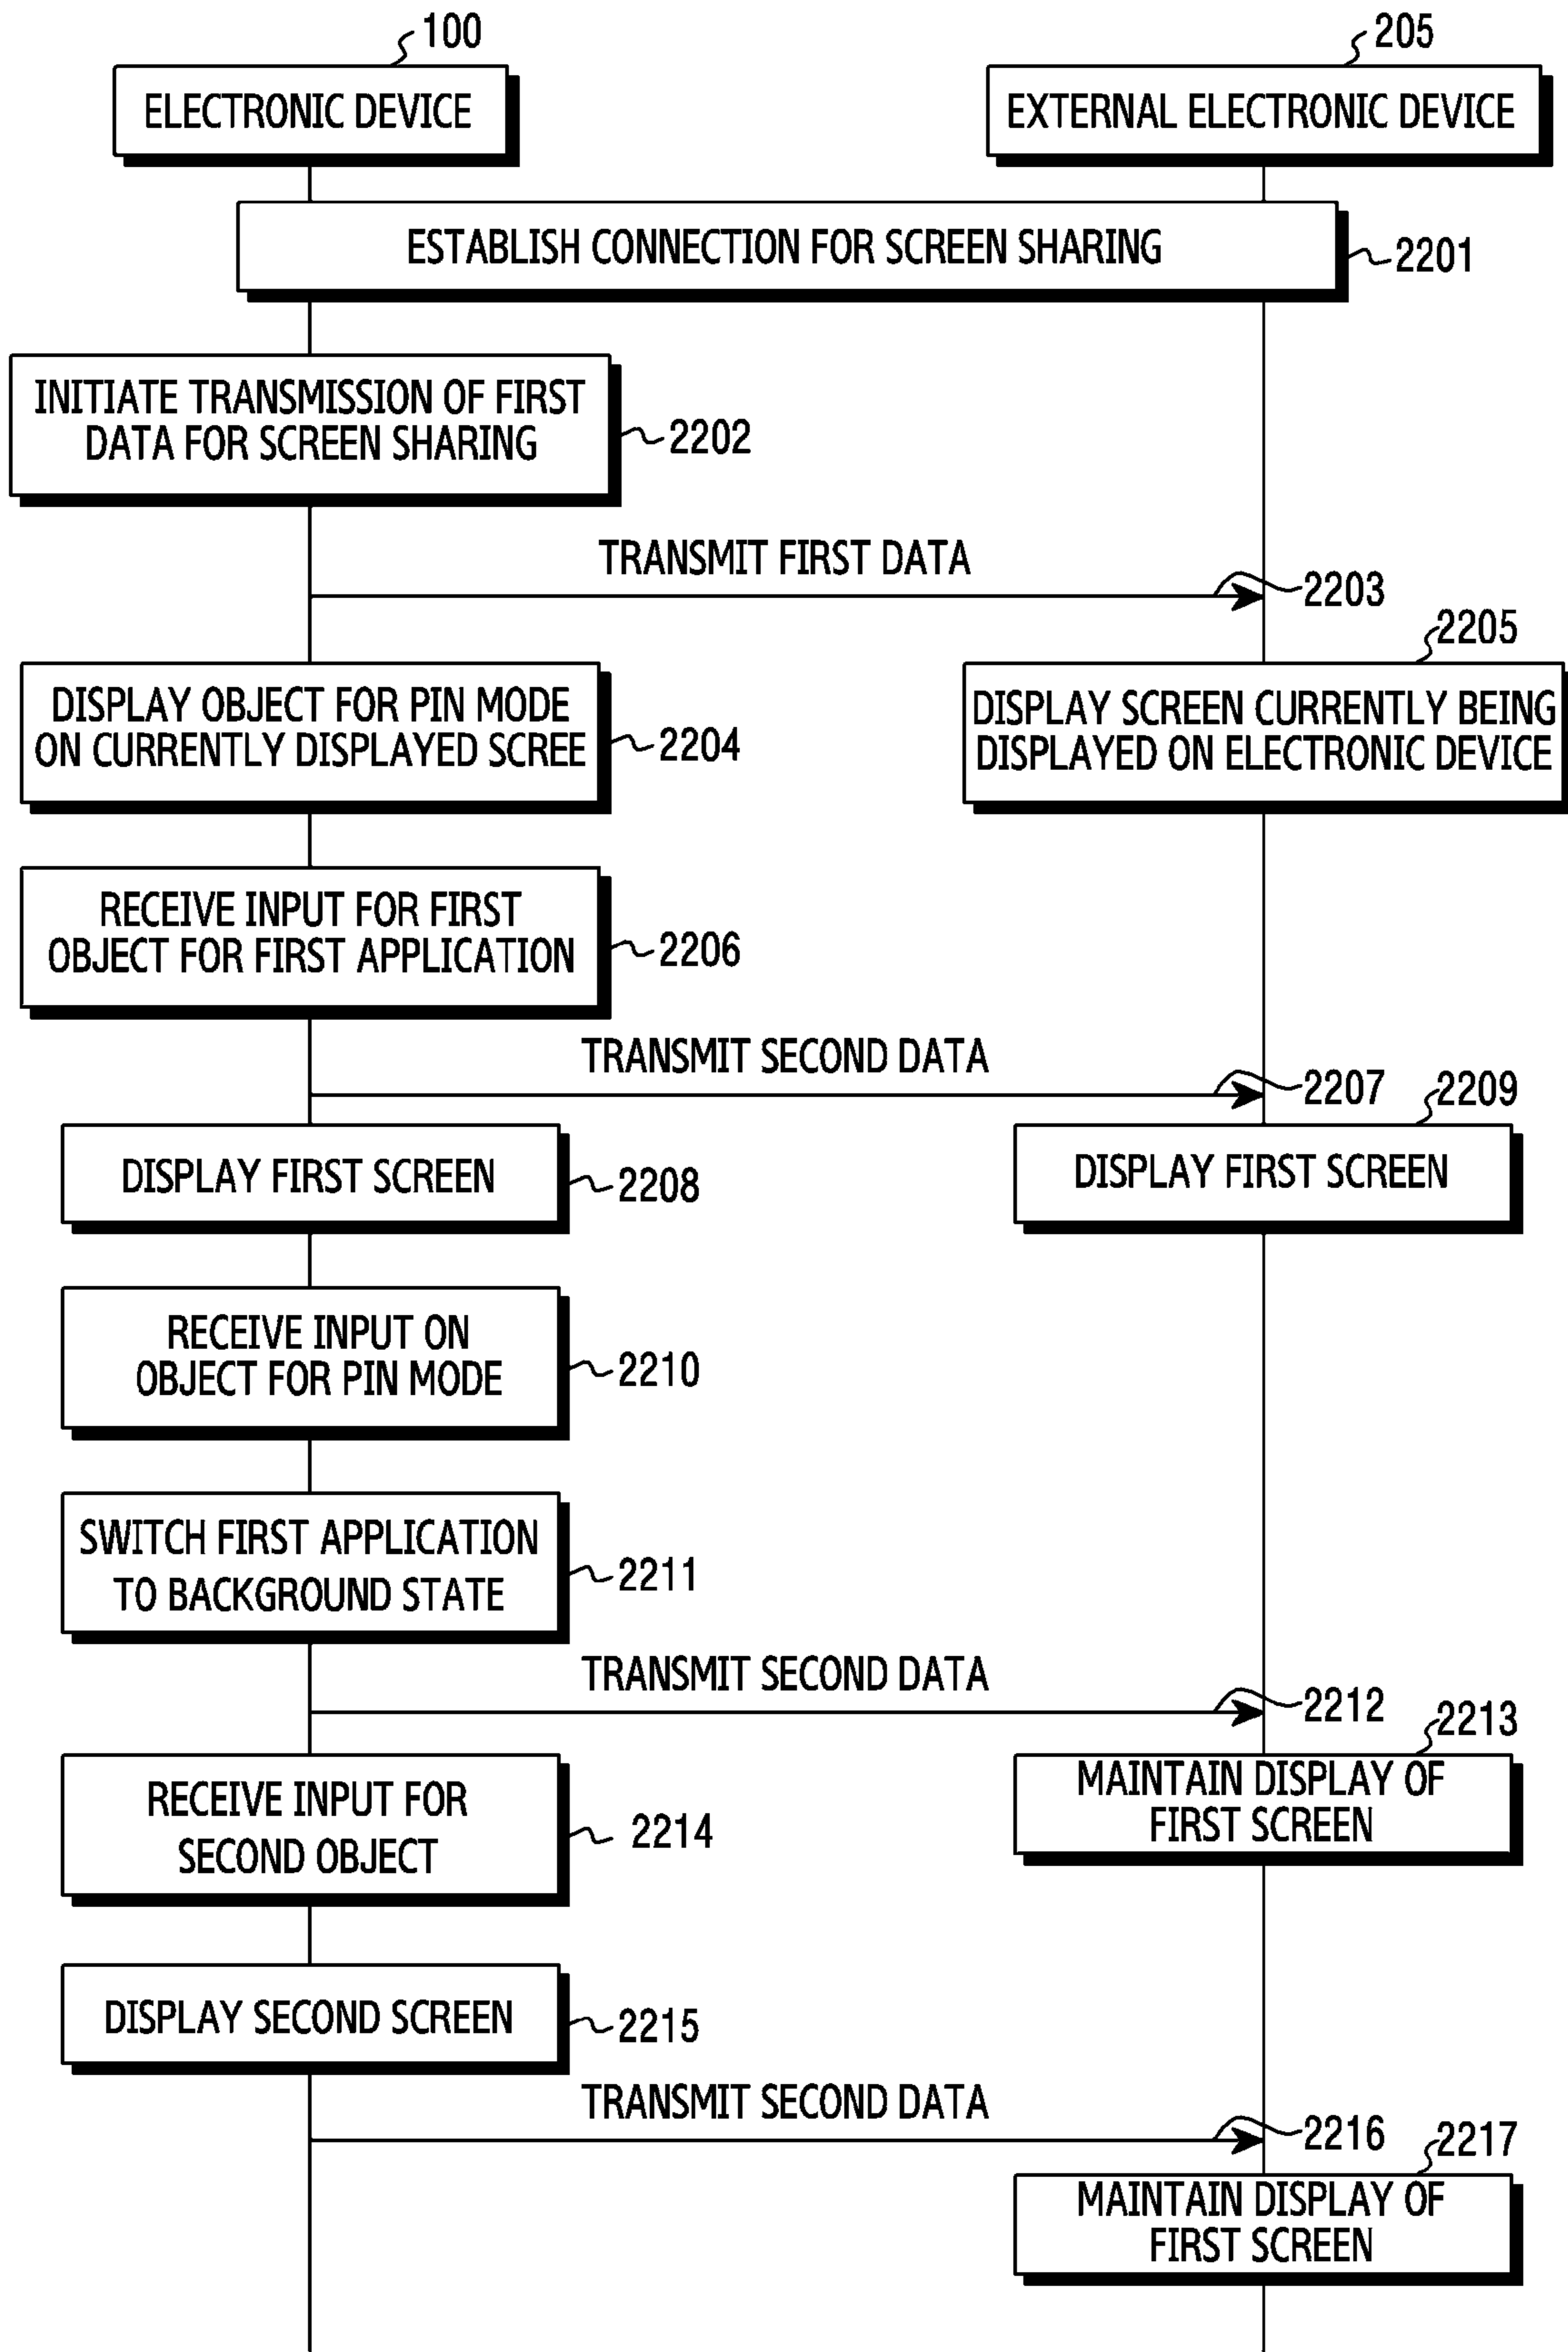 100
205
ELECTRONIC DEVICE
EXTERNAL ELECTRONIC DEVICE
ESTABLISH CONNECTION FOR SCREEN SHARING
2201
INITIATE TRANSMISSION OF FIRST
DATA FOR SCREEN SHARING
2202
TRANSMIT FIRST DATA
2203
2205
DISPLAY OBJECT FOR PIN MODE
ON CURRENTLY DISPLAYED SCREE
2204
DISPLAY SCREEN CURRENTLY BEING
DISPLAYED ON ELECTRONIC DEVICE
RECEIVE INPUT FOR FIRST
OBJECT FOR FIRST APPLICATION
2206
TRANSMIT SECOND DATA
2207
2209
DISPLAY FIRST SCREEN
2208
DISPLAY FIRST SCREEN
RECEIVE INPUT ON
OBJECT FOR PIN MODE
2210
SWITCH FIRST APPLICATION
TO BACKGROUND STATE
2211
TRANSMIT SECOND DATA
2212
2213
RECEIVE INPUT FOR
SECOND OBJECT
2214
MAINTAIN DISPLAY OF
FIRST SCREEN
DISPLAY SECOND SCREEN
2215
TRANSMIT SECOND DATA
2216
2217
MAINTAIN DISPLAY OF
FIRST SCREEN